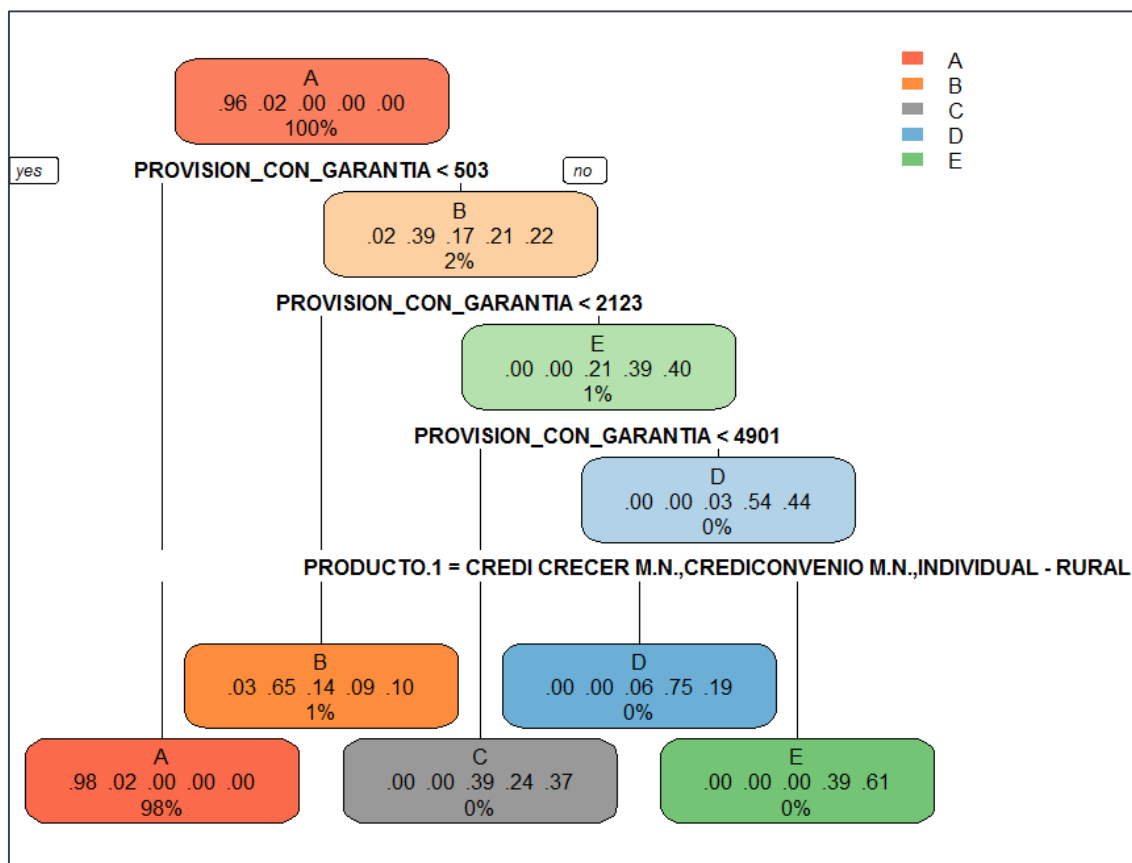 A
.96 .02 .00 .00 .00
100%
A
B
C
D
E
yes
PROVISION_CON_GARANTIA < 503
no
B
.02 .39 .17 .21 .22
2%
PROVISION_CON_GARANTIA < 2123
E
.00 .00 .21 .39 .40
1%
PROVISION_CON_GARANTIA < 4901
D
.00 .00 .03 .54 .44
0%
PRODUCTO.1 = CREDI CRECER M.N.,CREDICONVENIO M.N.,INDIVIDUAL - RURAL
B
.03 .65 .14 .09 .10
1%
D
.00 .00 .06 .75 .19
0%
A
.98 .02 .00 .00 .00
98%
C
.00 .00 .39 .24 .37
0%
E
.00 .00 .00 .39 .61
0%